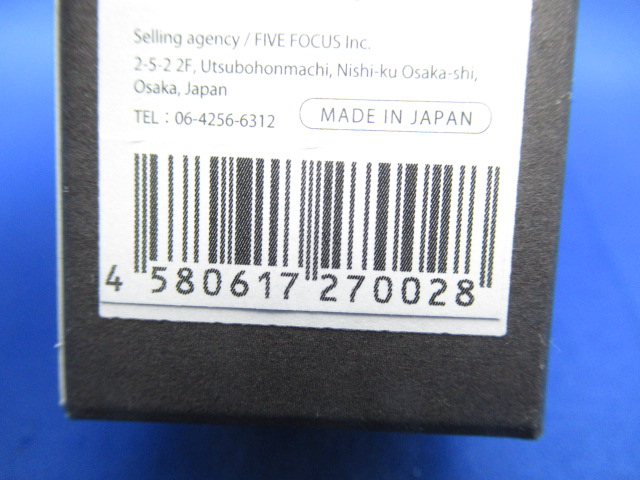 Selling agency / FIVE FOCUS Inc.
2-5-2 2F, Utsubohonmachi, Nishi-ku Osaka-shi,
Osaka, Japan
TEL : 06-4256-6312
MADE IN JAPAN
4 580617 270028